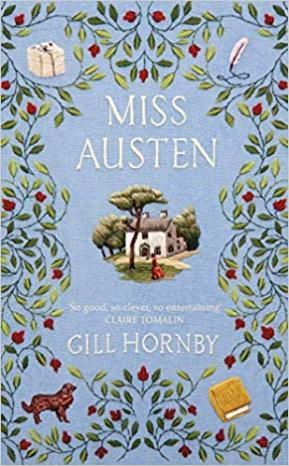 MISS
AUSTEN
'So good, so clever, so entertaining'
CLAIRE TOMALIN
GILL HORNBY